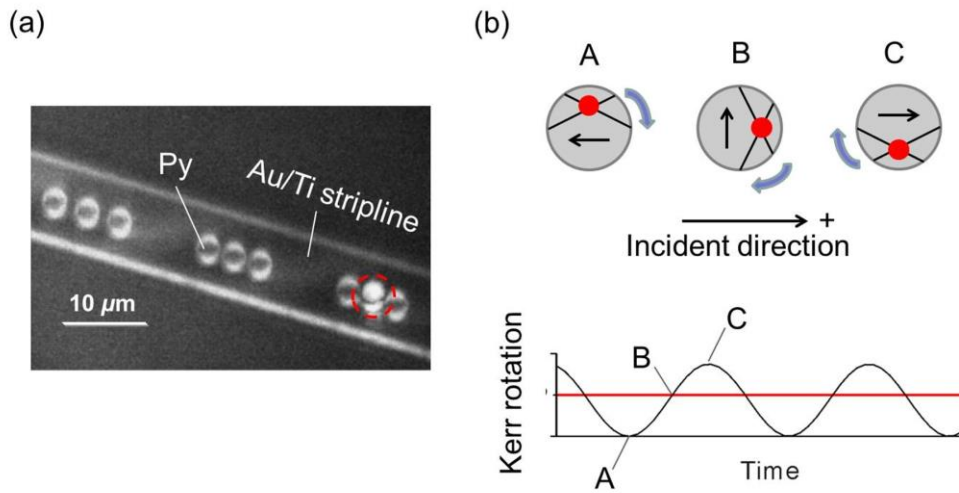 (a)
Py
Au/Ti stripline
10 µm
(b)
A
B
C
+
Incident direction
Kerr rotation
B
C
A
Time